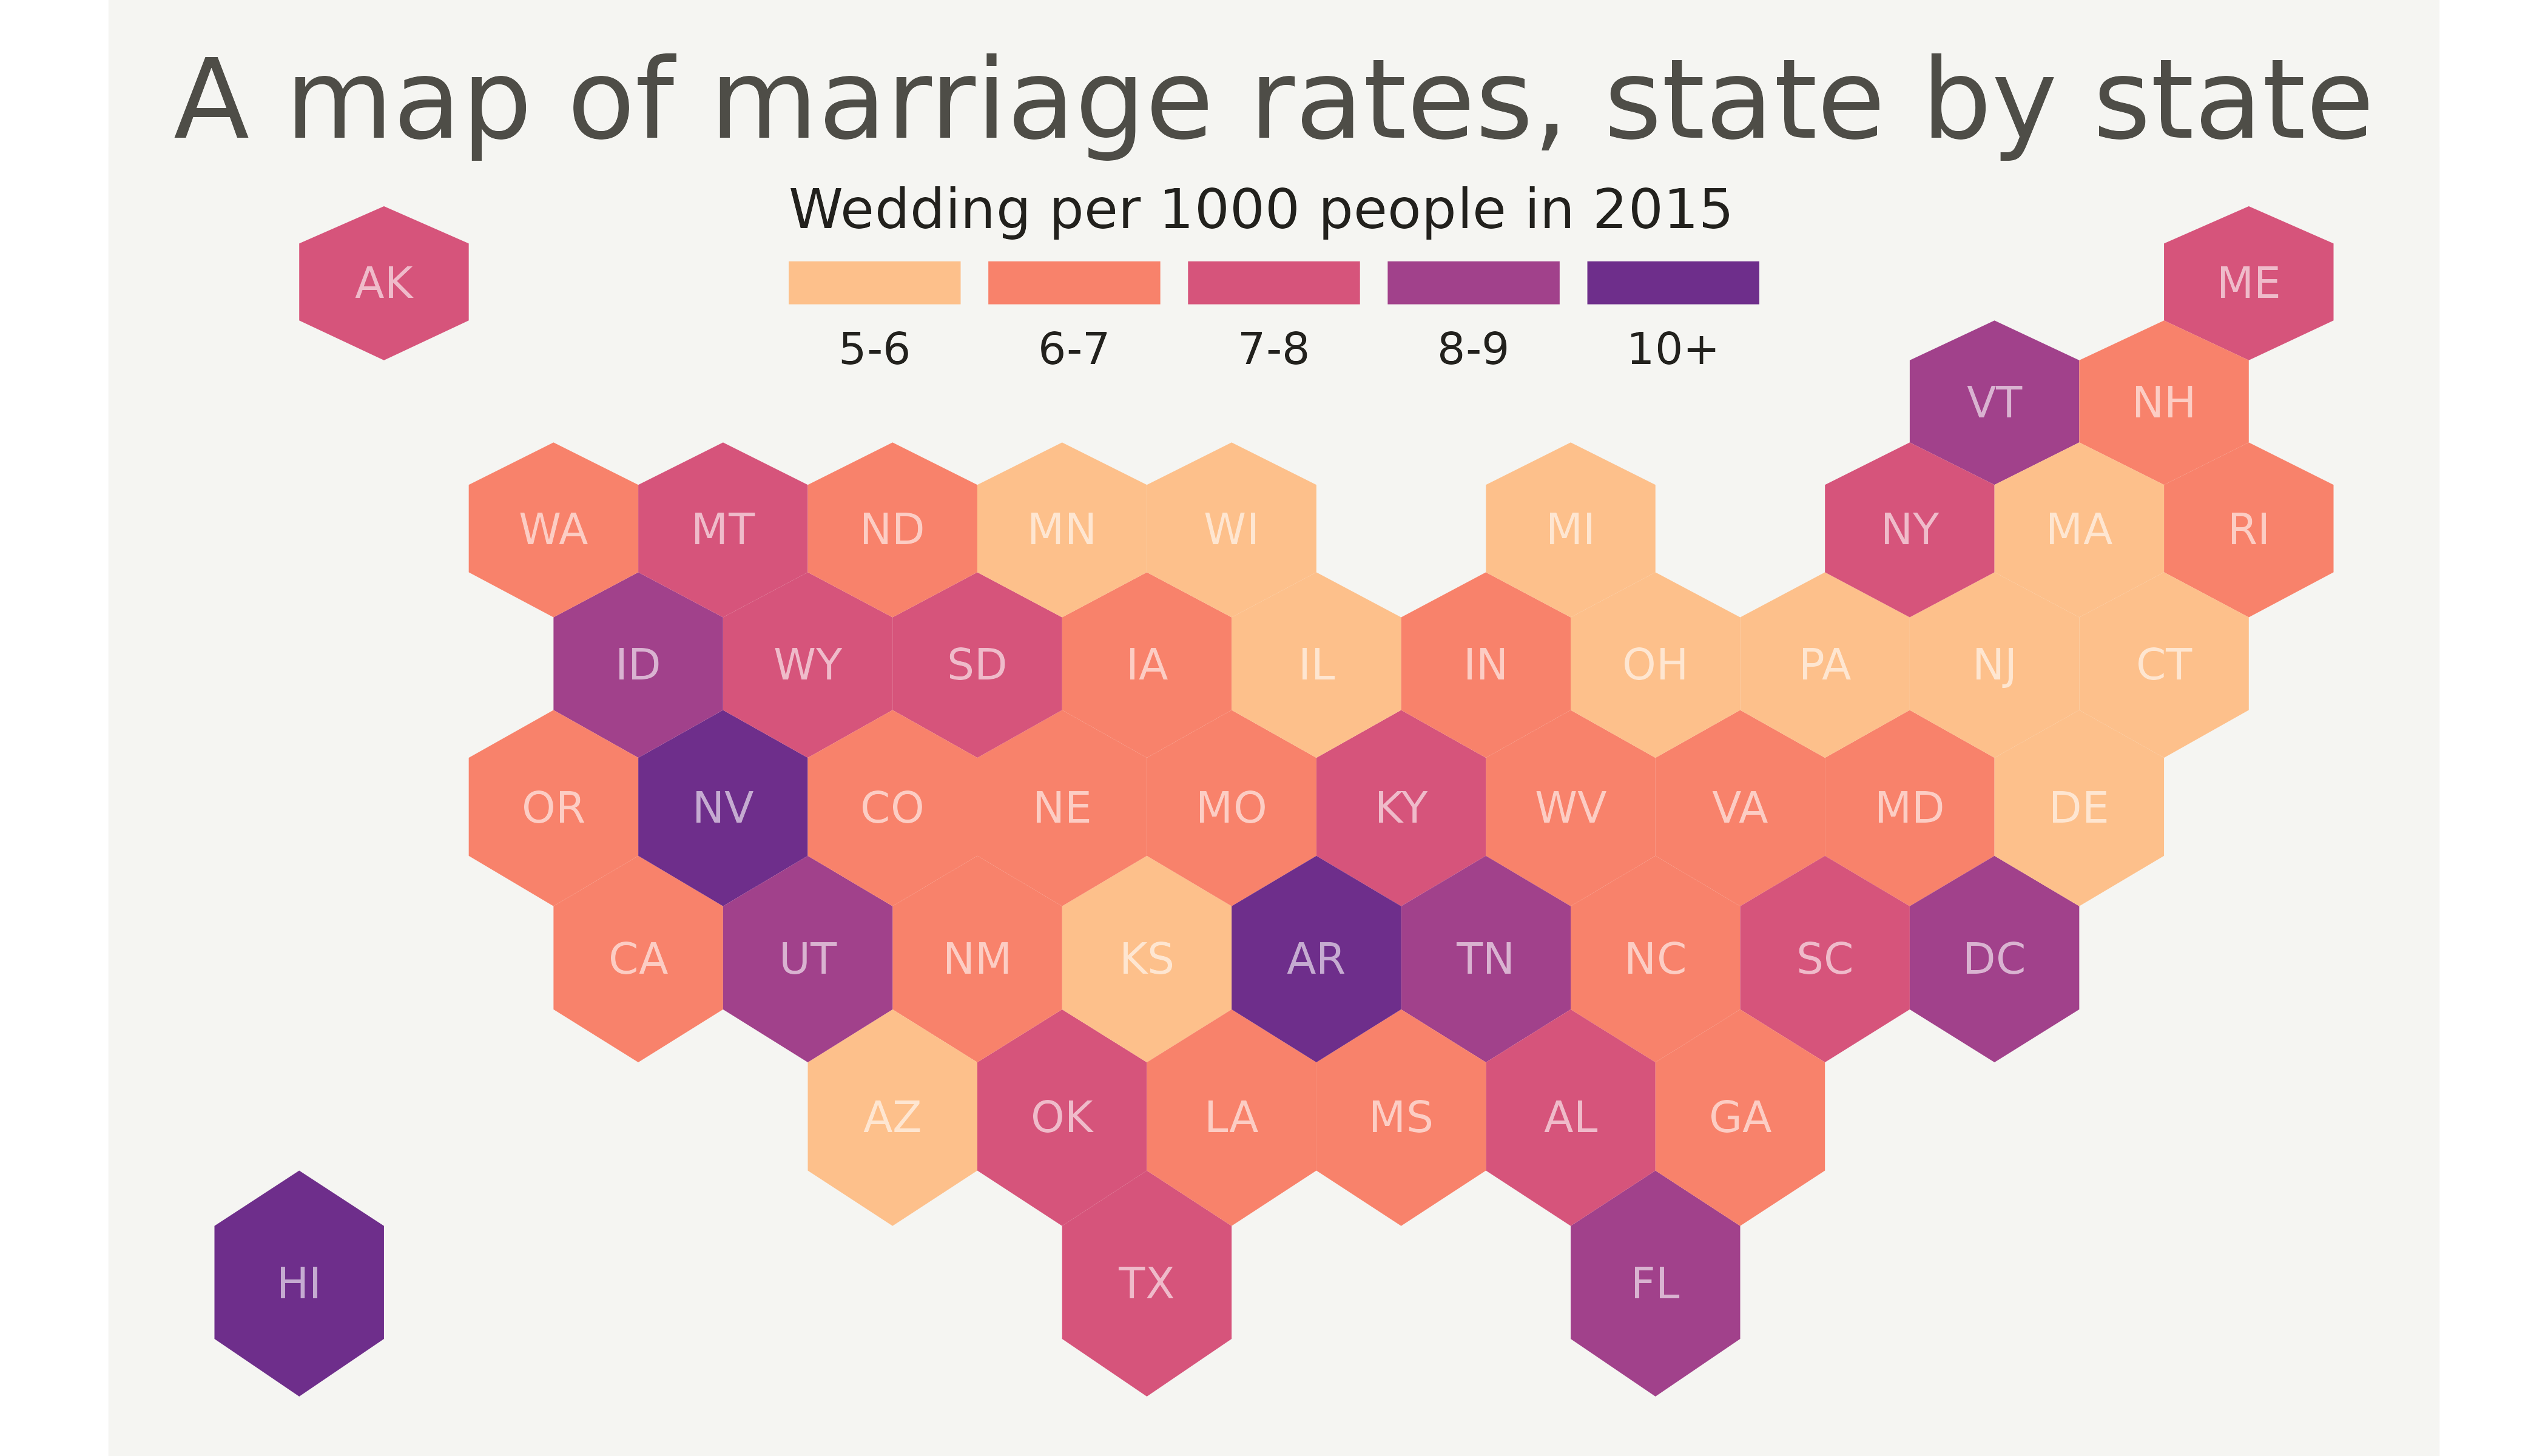 A map of marriage rates, state by state
Wedding per 1000 people in 2015
5-6 6-7 7-8 8-9 10+
AK ME
VT NH
WA MT ND MN WI MI NY MA RI
ID WY SD IA IL IN OH PA NJ CT
OR NV CO NE MO KY WV VA MD DE
CA UT NM KS AR TN NC SC DC
AZ OK LA MS AL GA
HI TX FL